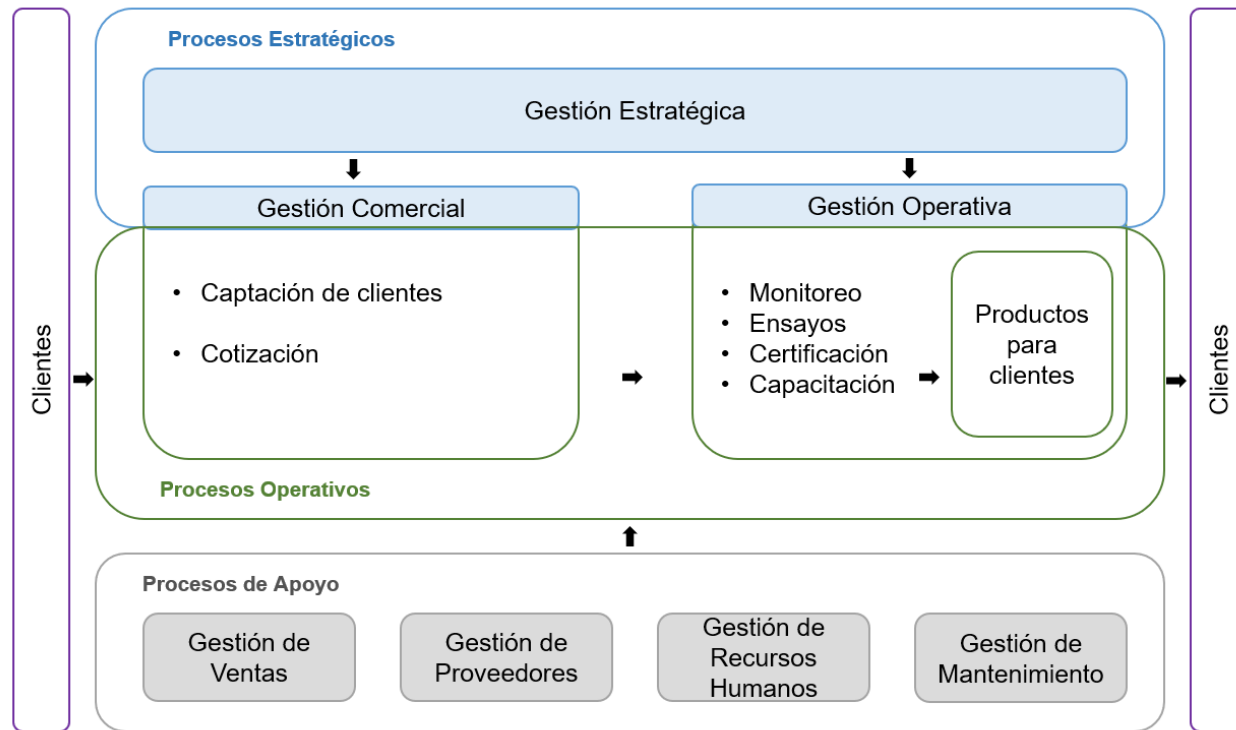 Procesos Estratégicos
Gestión Estratégica
Gestión Comercial
Gestión Operativa
Clientes
• Captación de clientes
• Cotización
• Monitoreo
• Ensayos
• Certificación
• Capacitación
Productos
para
clientes
Clientes
Procesos Operativos
Procesos de Apoyo
Gestión de
Ventas
Gestión de
Proveedores
Gestión de
Recursos
Humanos
Gestión de
Mantenimiento